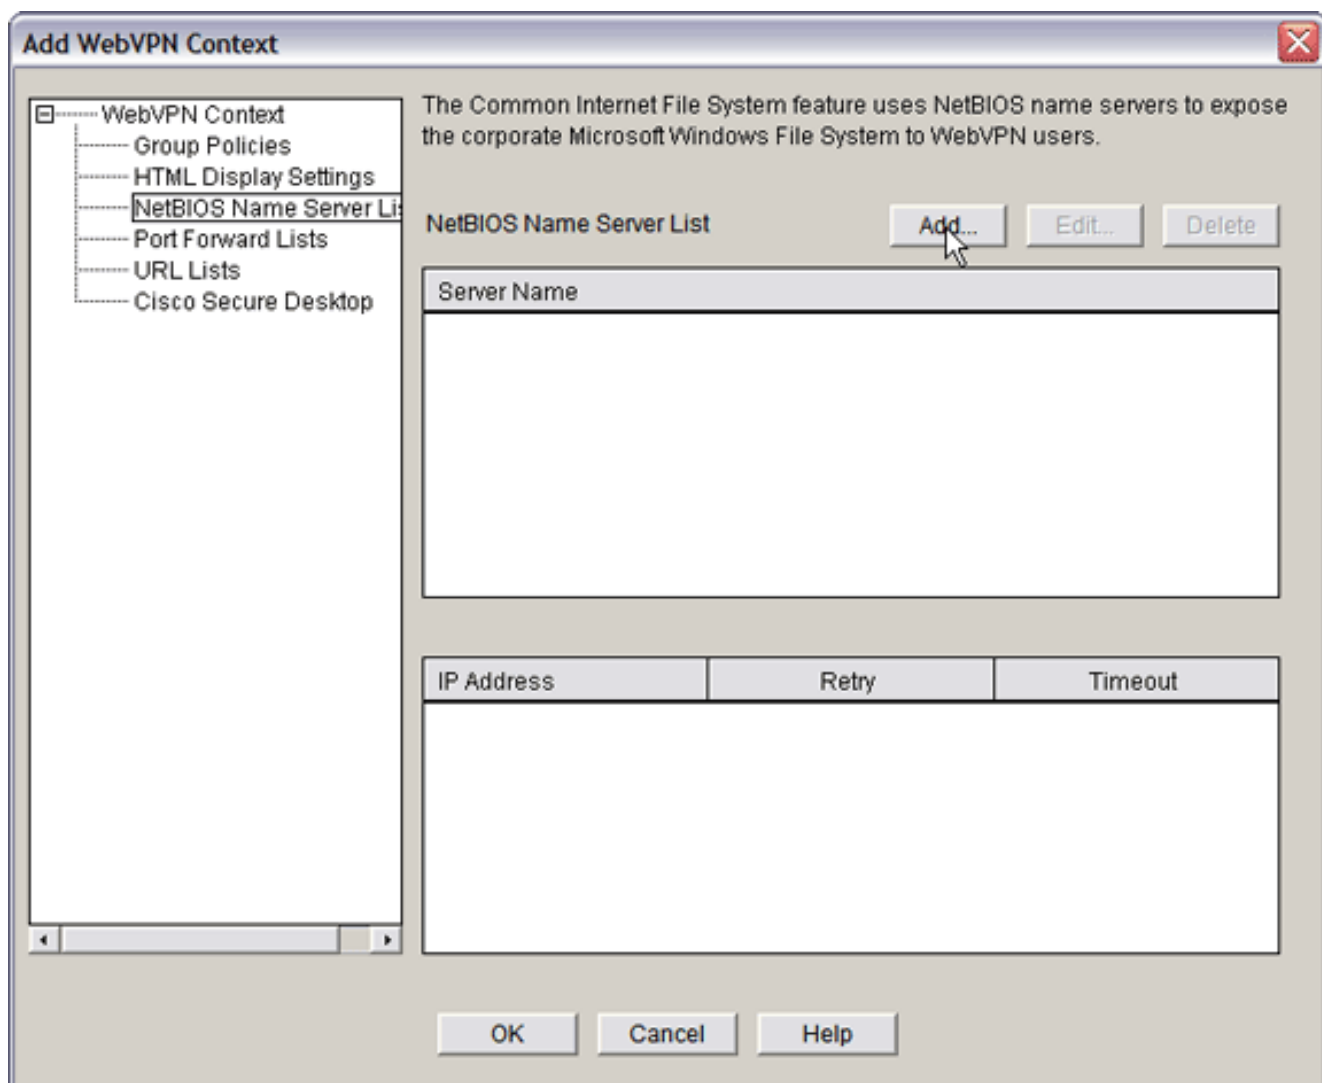 Add WebVPN Context
WebVPN Context
Group Policies
HTML Display Settings
NetBIOS Name Server Li
Port Forward Lists
URL Lists
Cisco Secure Desktop
The Common Internet File System feature uses NetBIOS name servers to expose
the corporate Microsoft Windows File System to WebVPN users.
NetBIOS Name Server List
Add...
Edit...
Delete
Server Name
IP Address
Retry
Timeout
OK
Cancel
Help